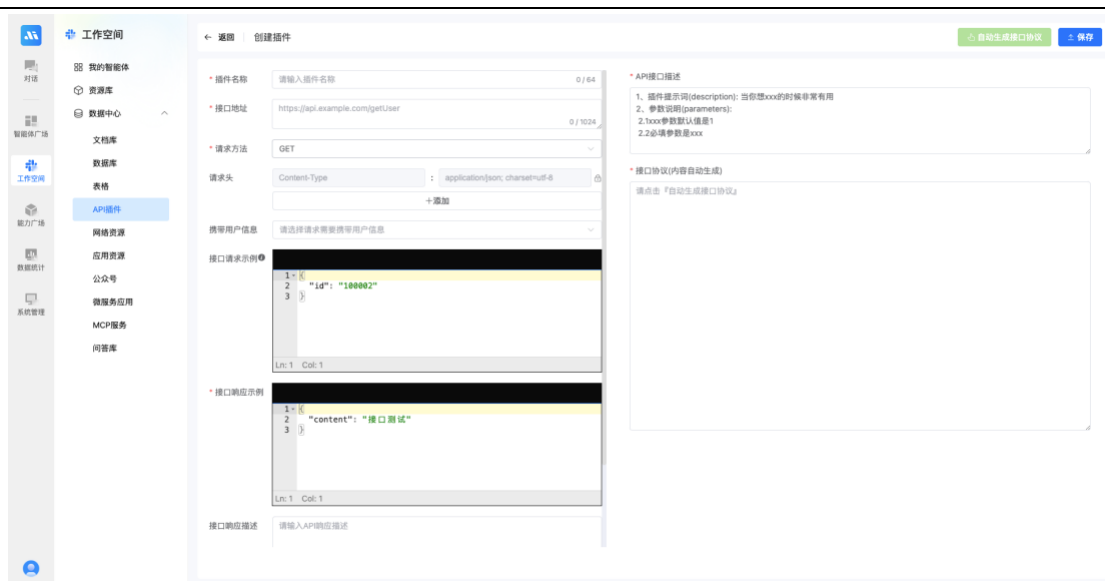 工作空间
← 返回 创建插件
自动生成接口协议
保存
对话
智能体广场
工作空间
能力广场
数据统计
系统管理
我的智能体
资源库
数据中心
文档库
数据库
表格
API插件
网络资源
应用资源
公众号
微服务应用
MCP服务
问答库
* 插件名称
请输入插件名称
0 / 64
* 接口地址
https://api.example.com/getUser
0 / 1024
* 请求方法
GET
请求头
Content-Type : application/json; charset=utf-8
+添加
携带用户信息
请选择请求需要携带用户信息
接口请求示例
1 {
2 "id": "100002"
3 }
Ln: 1 Col: 1
* 接口响应示例
1 {
2 "content": "接口测试"
3 }
Ln: 1 Col: 1
接口响应描述
请输入API响应描述
* API接口描述
1、插件提示词(description): 当你想xxx的时候非常有用
2、参数说明(parameters):
2.1xxx参数默认值是1
2.2必填参数是xxx
* 接口协议(内容自动生成)
请点击『自动生成接口协议』